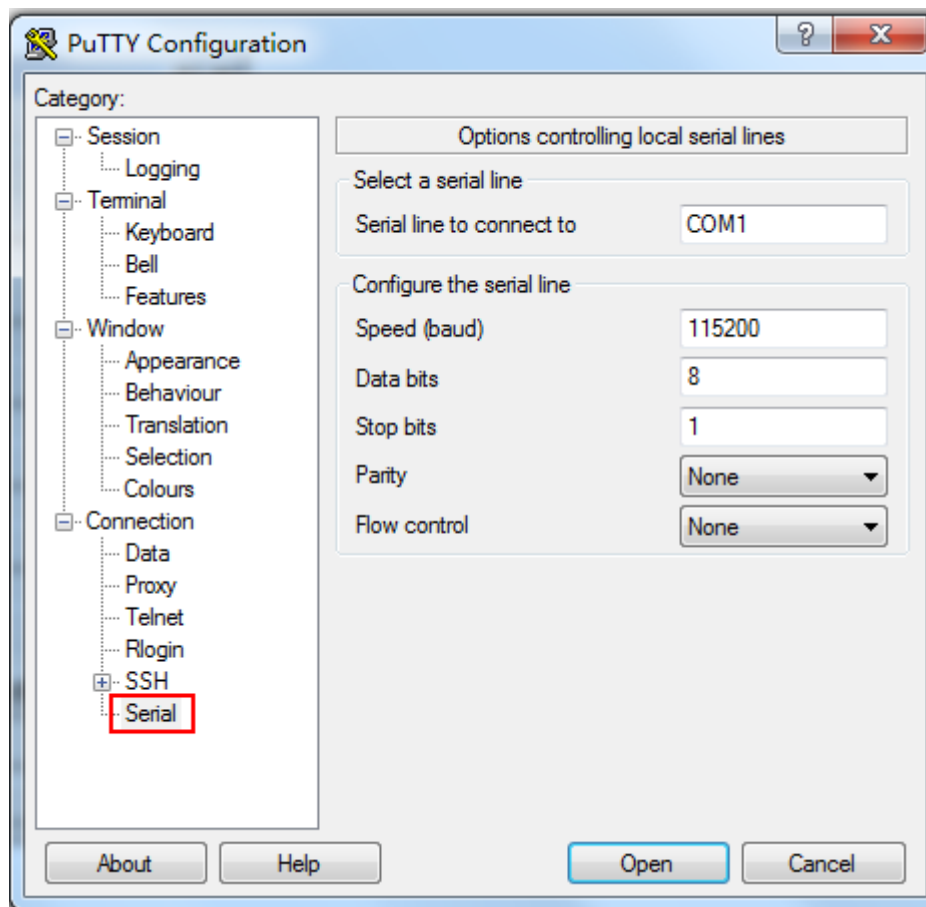 PuTTY Configuration
Category:
Session
Logging
Terminal
Keyboard
Bell
Features
Window
Appearance
Behaviour
Translation
Selection
Colours
Connection
Data
Proxy
Telnet
Rlogin
SSH
Serial
Options controlling local serial lines
Select a serial line
Serial line to connect to COM1
Configure the serial line
Speed (baud) 115200
Data bits 8
Stop bits 1
Parity None
Flow control None
About Help Open Cancel